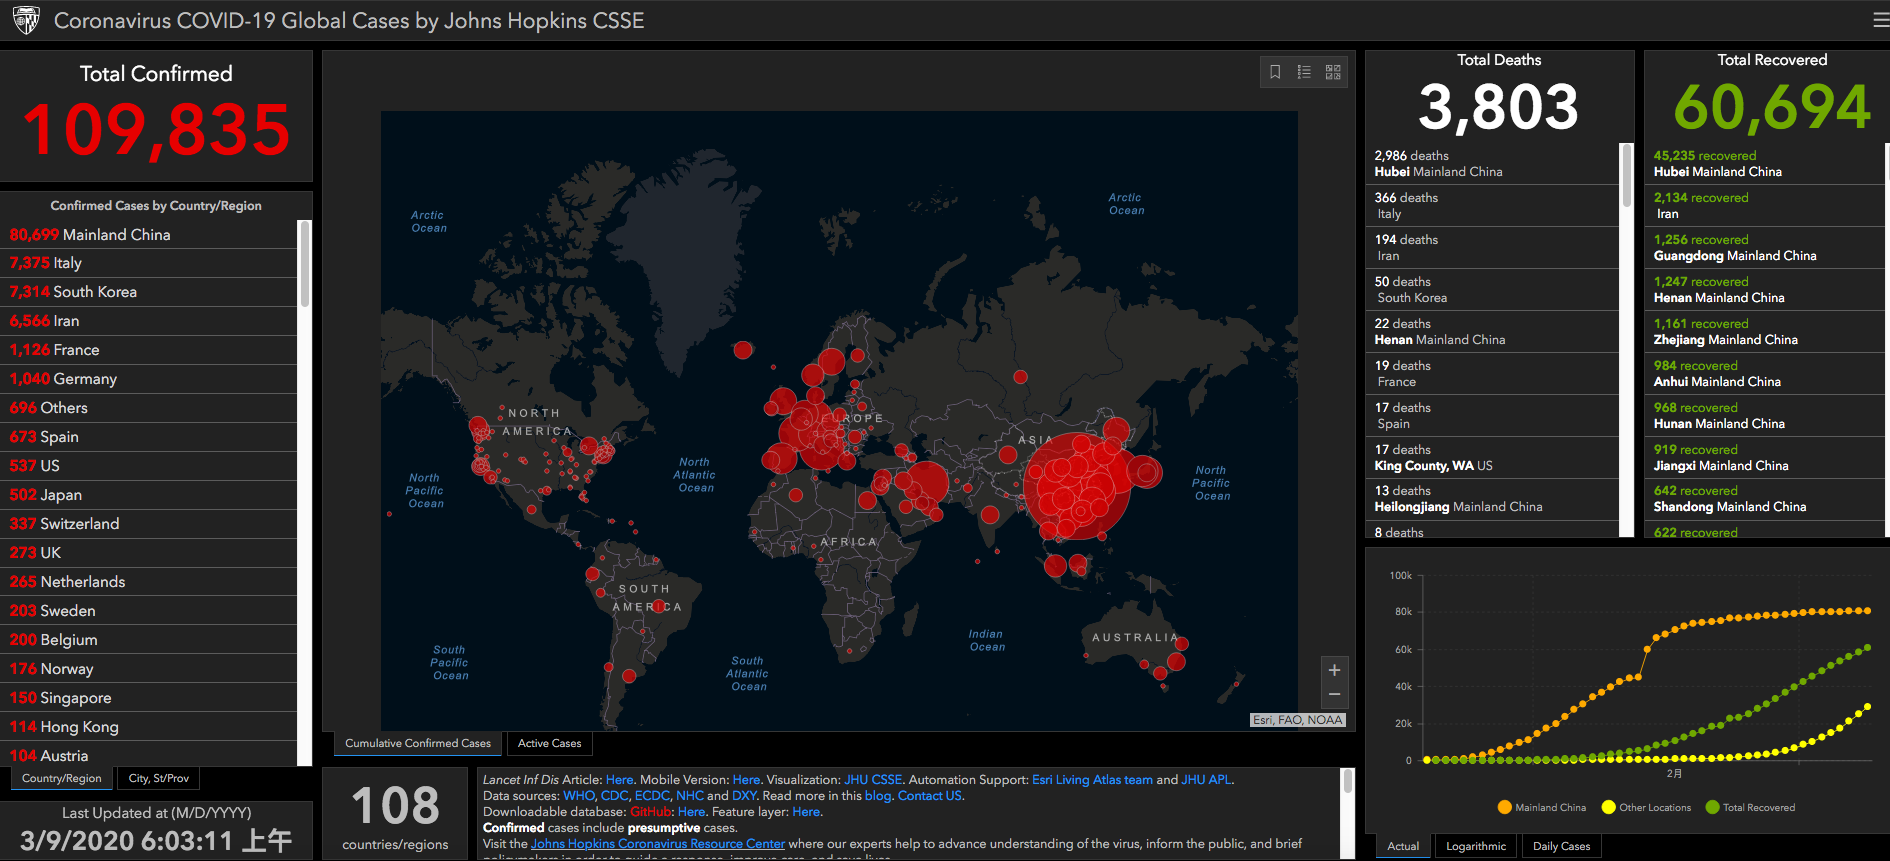 Coronavirus COVID-19 Global Cases by Johns Hopkins CSSE
Total Confirmed
109,835
Confirmed Cases by Country/Region
80,699 Mainland China
7,375 Italy
7,314 South Korea
6,566 Iran
1,126 France
1,040 Germany
696 Others
673 Spain
537 US
502 Japan
337 Switzerland
273 UK
265 Netherlands
203 Sweden
200 Belgium
176 Norway
150 Singapore
114 Hong Kong
104 Austria
Country/Region
City, St/Prov
Last Updated at (M/D/YYYY)
3/9/2020 6:03:11 上午
Arctic
Ocean
Arctic
Ocean
NORTH
AMERICA
EUROPE
ASIA
North
Pacific
Ocean
North
Atlantic
Ocean
North
Pacific
Ocean
AFRICA
SOUTH
AMERICA
Indian
Ocean
AUSTRALIA
South
Pacific
Ocean
South
Atlantic
Ocean
+
−
Esri, FAO, NOAA
Cumulative Confirmed Cases
Active Cases
108
countries/regions
Lancet Inf Dis Article: Here. Mobile Version: Here. Visualization: JHU CSSE. Automation Support: Esri Living Atlas team and JHU APL.
Data sources: WHO, CDC, ECDC, NHC and DXY. Read more in this blog. Contact US.
Downloadable database: GitHub: Here. Feature layer: Here.
Confirmed cases include presumptive cases.
Visit the Johns Hopkins Coronavirus Resource Center where our experts help to advance understanding of the virus, inform the public, and brief
policymakers in order to guide a response, improve care, and save lives.
Total Deaths
3,803
2,986 deaths
Hubei Mainland China
366 deaths
Italy
194 deaths
Iran
50 deaths
South Korea
22 deaths
Henan Mainland China
19 deaths
France
17 deaths
Spain
17 deaths
King County, WA US
13 deaths
Heilongjiang Mainland China
8 deaths
Total Recovered
60,694
45,235 recovered
Hubei Mainland China
2,134 recovered
Iran
1,256 recovered
Guangdong Mainland China
1,247 recovered
Henan Mainland China
1,161 recovered
Zhejiang Mainland China
984 recovered
Anhui Mainland China
968 recovered
Hunan Mainland China
919 recovered
Jiangxi Mainland China
642 recovered
Shandong Mainland China
622 recovered
100k
80k
60k
40k
20k
0
2月
Mainland China
Other Locations
Total Recovered
Actual
Logarithmic
Daily Cases